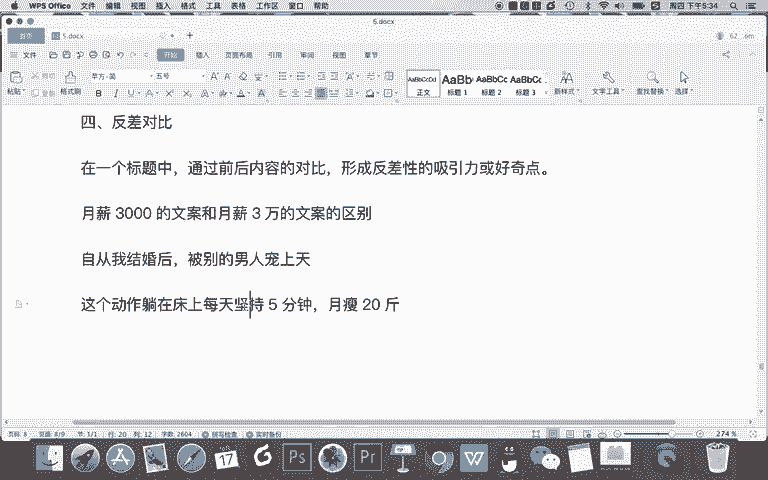 WPS Office 文件 编辑 视图 插入 格式 工具 表格 工作区 窗口 帮助 周四 下午5:34
5.docx
首页 5.docx
文件 开始 插入 页面布局 引用 审阅 视图 章节
粘贴 剪切 复制 格式刷 五号 AaBbCcDd 正文 AaBb 标题 1 AaBbCc 标题 2 AaBbCc 标题 3 新样式 文字工具 查找替换 选择
四、反差对比
在一个标题中，通过前后内容的对比，形成反差性的吸引力或好奇点。
月薪 3000 的文案和月薪 3 万的文案的区别
自从我结婚后，被别的男人宠上天
这个动作躺在床上每天坚持 5 分钟，月瘦 20 斤
页码: 8 页面: 8/9 节: 1/1 行: 20 列: 12 字数: 2604 拼写检查 实时备份 274 %
17 Ps Pr